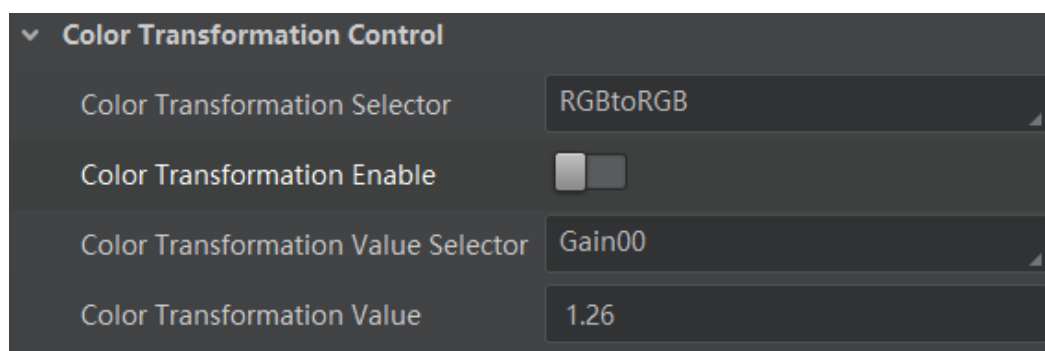 Color Transformation Control
Color Transformation Selector RGBtoRGB
Color Transformation Enable
Color Transformation Value Selector Gain00
Color Transformation Value 1.26